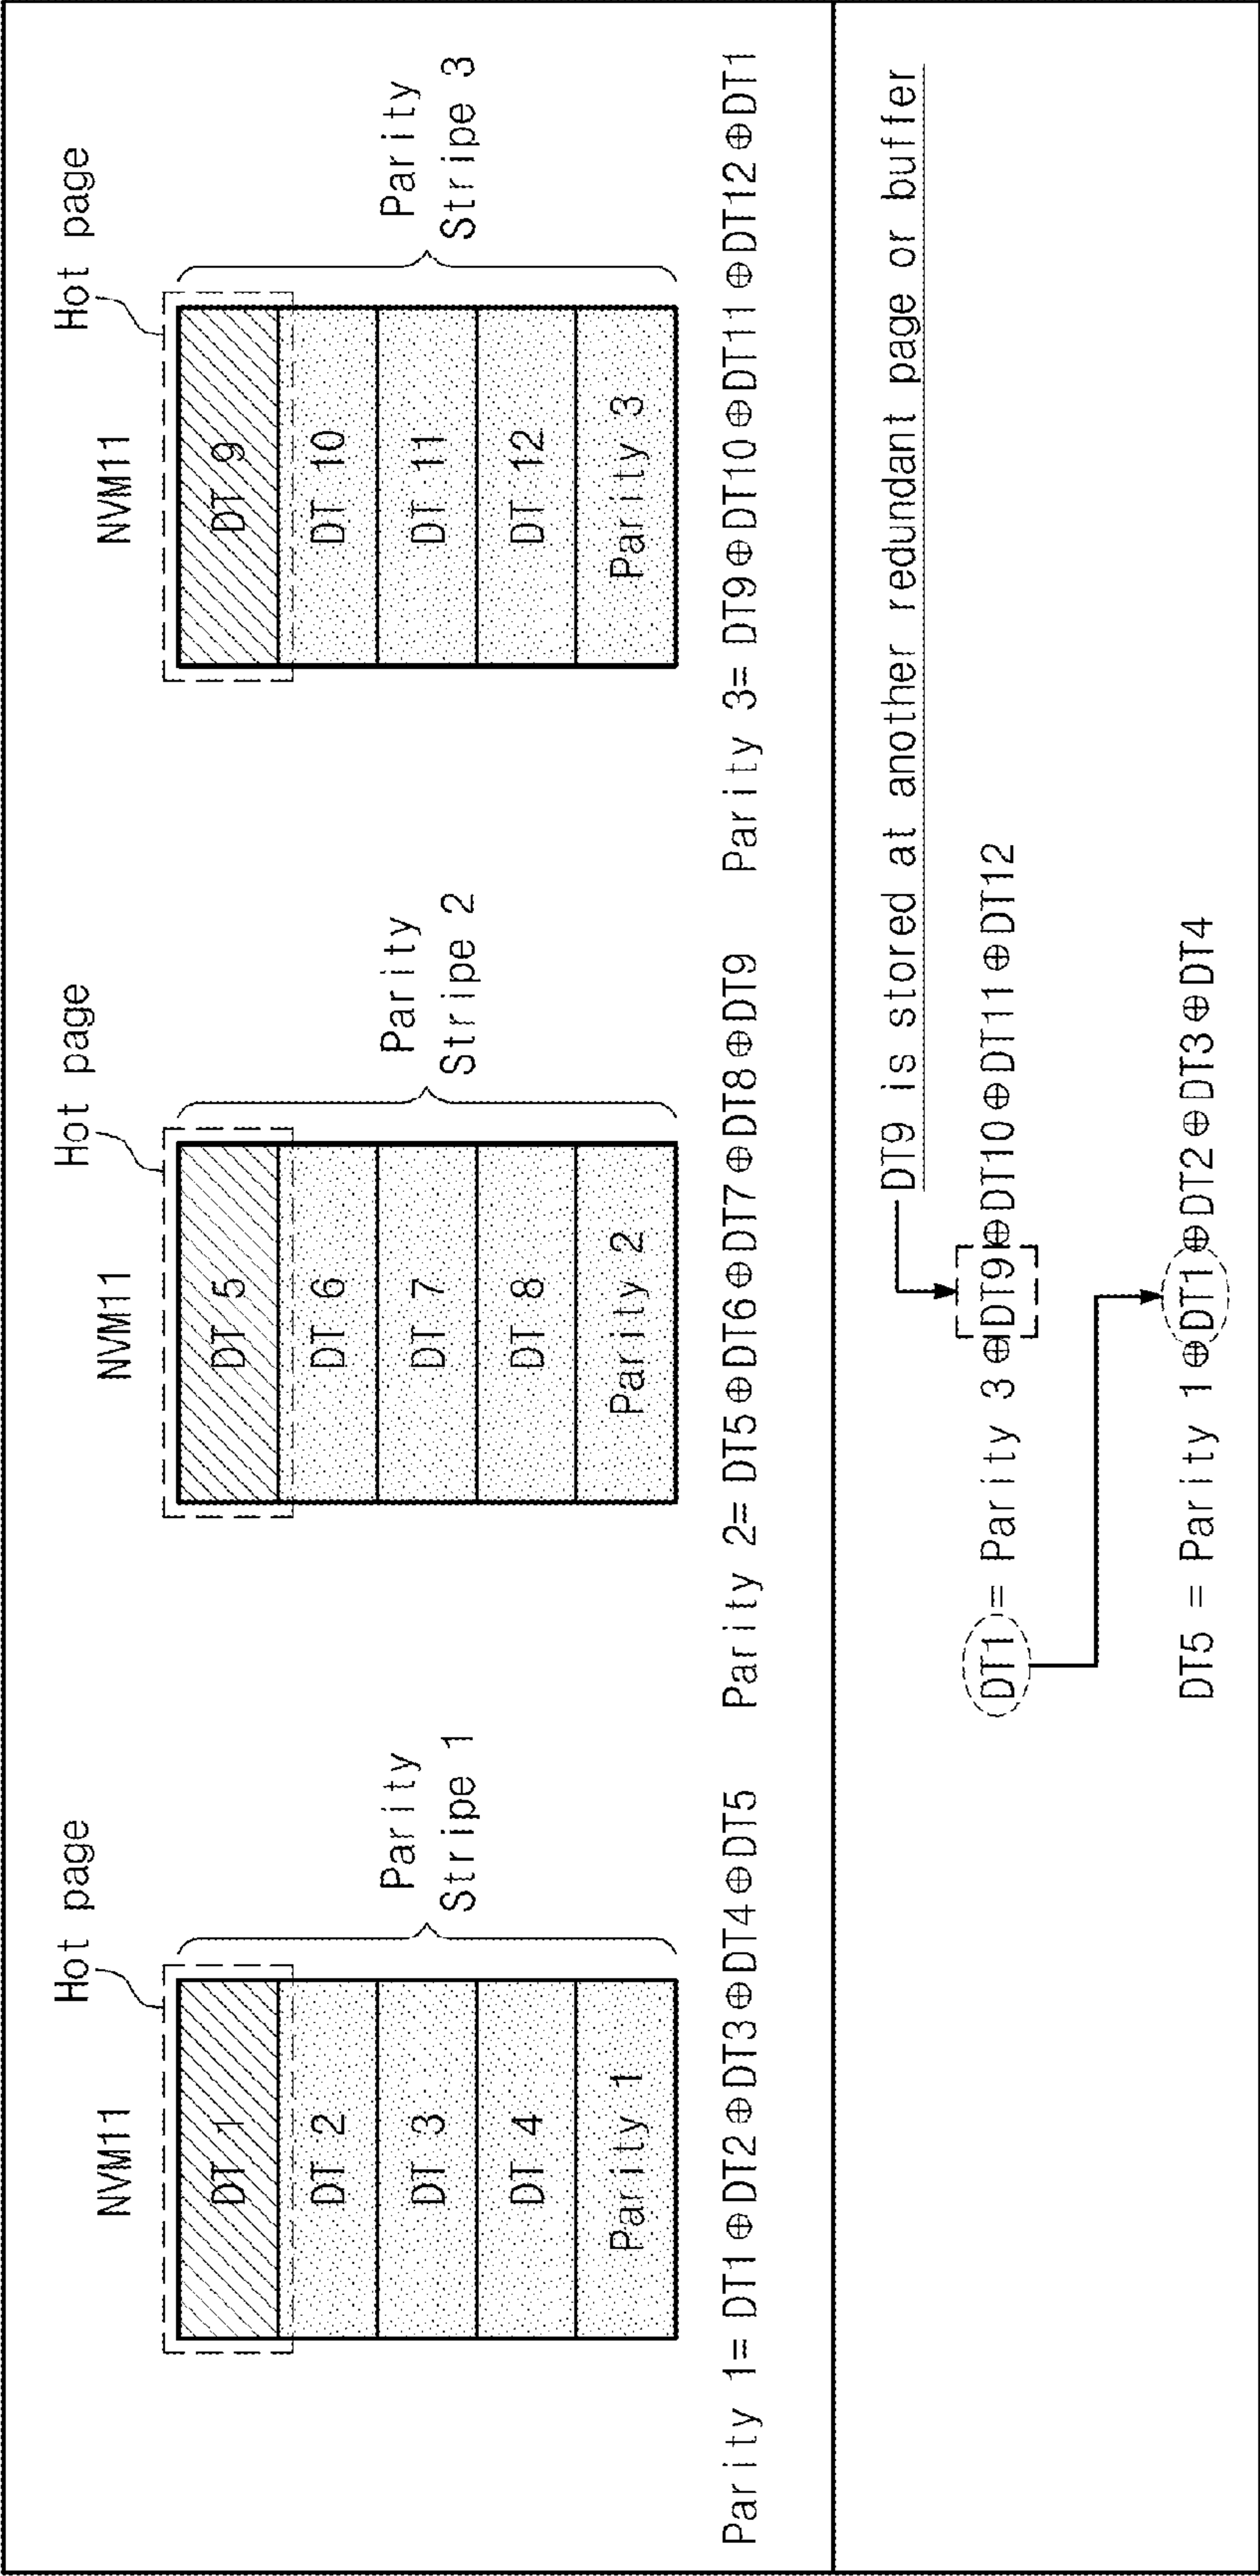 Hot page
NVM11
DT 1
DT 2
DT 3
DT 4
Parity 1
Parity
Stripe 1
Parity 1= DT1⊕DT2⊕DT3⊕DT4⊕DT5
Hot page
NVM11
DT 5
DT 6
DT 7
DT 8
Parity 2
Parity
Stripe 2
Parity 2= DT5⊕DT6⊕DT7⊕DT8⊕DT9
Hot page
NVM11
DT 9
DT 10
DT 11
DT 12
Parity 3
Parity
Stripe 3
Parity 3= DT9⊕DT10⊕DT11⊕DT12⊕DT1
DT9 is stored at another redundant page or buffer
DT1 = Parity 3⊕DT9⊕DT10⊕DT11⊕DT12
DT5 = Parity 1⊕DT1⊕DT2⊕DT3⊕DT4